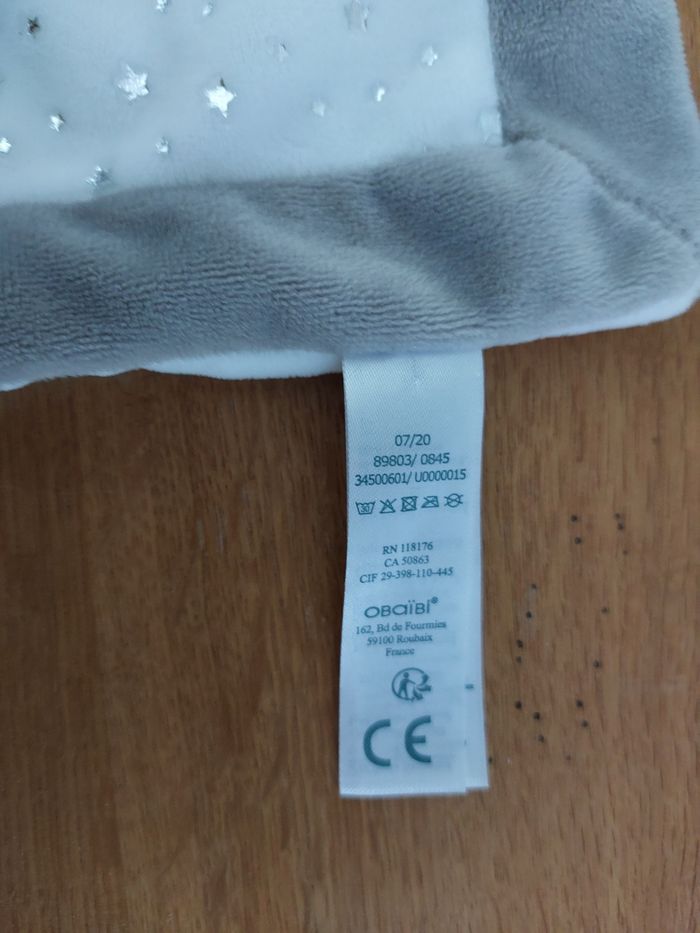 07/20
89803/ 0845
34500601/ U0000015
30
RN 118176
CA 50863
CIF 29-398-110-445
OBaïBi®
162, Bd de Fourmies
59100 Roubaix
France
CE